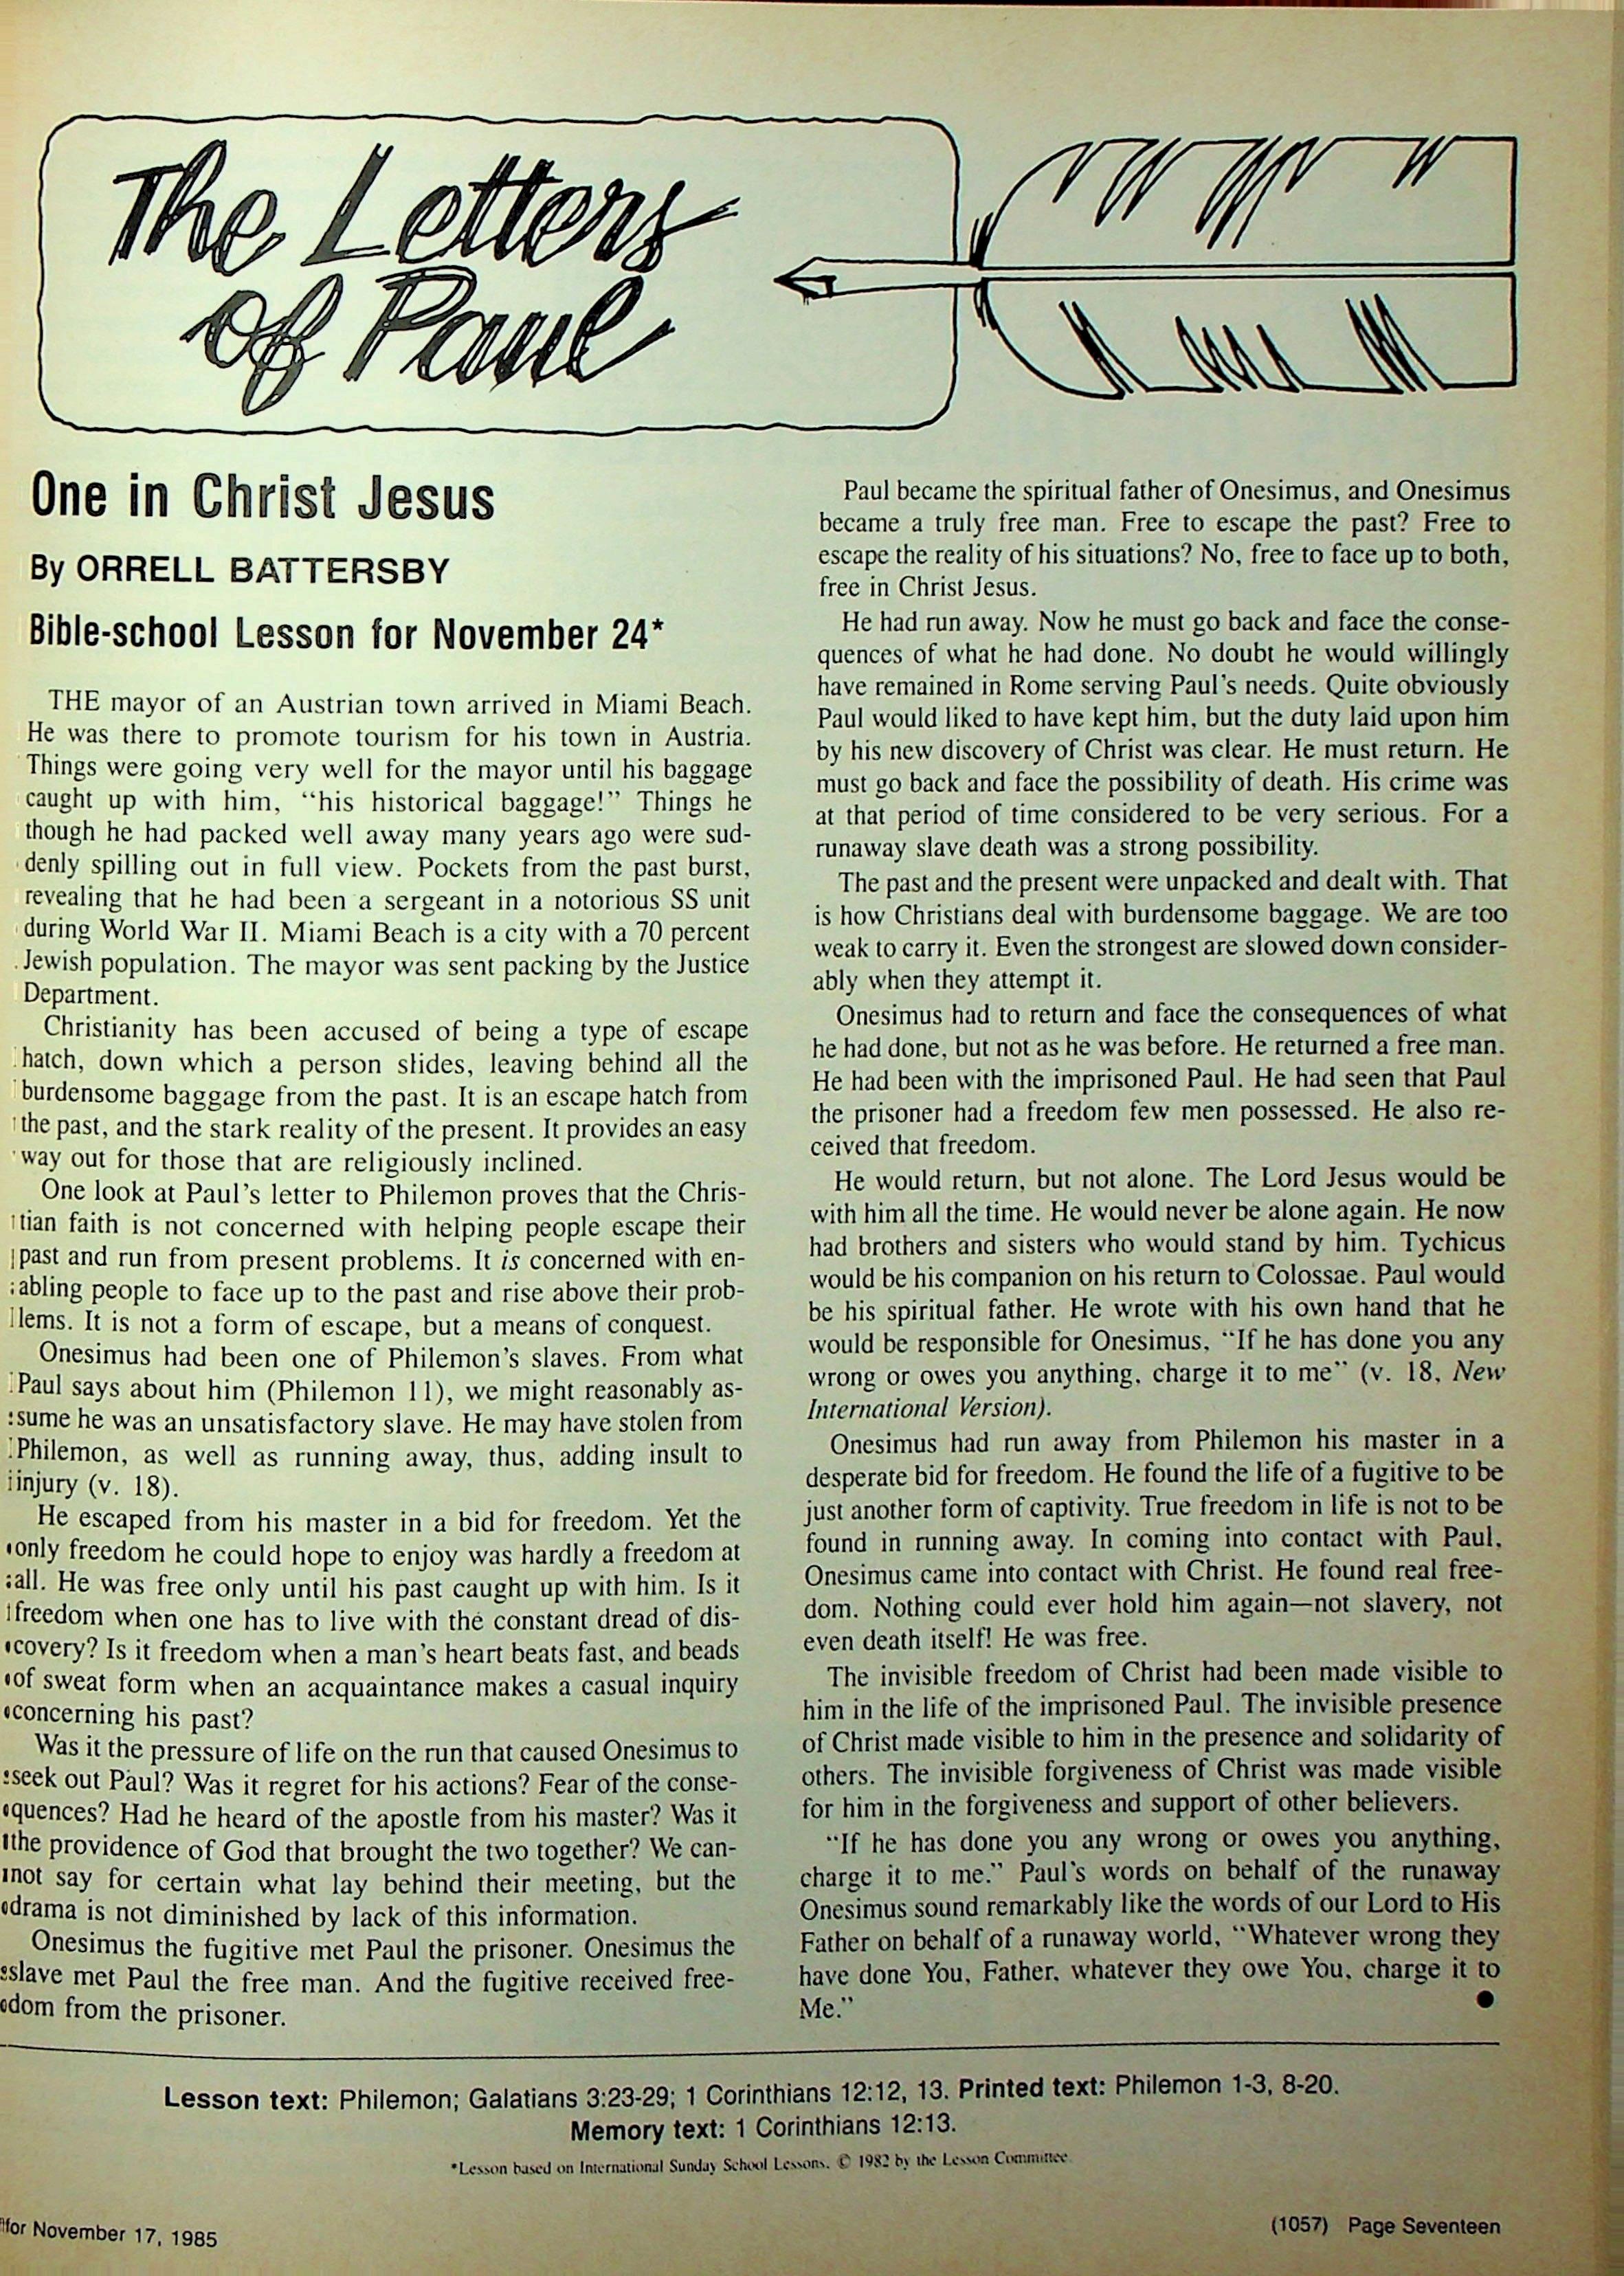 The Letters
of Paul
One in Christ Jesus
By ORRELL BATTERSBY
Bible-school Lesson for November 24*
THE mayor of an Austrian town arrived in Miami Beach.
He was there to promote tourism for his town in Austria.
Things were going very well for the mayor until his baggage
caught up with him, “his historical baggage!” Things he
though he had packed well away many years ago were sud-
denly spilling out in full view. Pockets from the past burst,
revealing that he had been a sergeant in a notorious SS unit
during World War II. Miami Beach is a city with a 70 percent
Jewish population. The mayor was sent packing by the Justice
Department.
Christianity has been accused of being a type of escape
hatch, down which a person slides, leaving behind all the
burdensome baggage from the past. It is an escape hatch from
the past, and the stark reality of the present. It provides an easy
way out for those that are religiously inclined.
One look at Paul’s letter to Philemon proves that the Chris-
tian faith is not concerned with helping people escape their
past and run from present problems. It is concerned with en-
abling people to face up to the past and rise above their prob-
lems. It is not a form of escape, but a means of conquest.
Onesimus had been one of Philemon’s slaves. From what
Paul says about him (Philemon 11), we might reasonably as-
sume he was an unsatisfactory slave. He may have stolen from
Philemon, as well as running away, thus, adding insult to
injury (v. 18).
He escaped from his master in a bid for freedom. Yet the
only freedom he could hope to enjoy was hardly a freedom at
all. He was free only until his past caught up with him. Is it
freedom when one has to live with the constant dread of dis-
covery? Is it freedom when a man’s heart beats fast, and beads
of sweat form when an acquaintance makes a casual inquiry
concerning his past?
Was it the pressure of life on the run that caused Onesimus to
seek out Paul? Was it regret for his actions? Fear of the conse-
quences? Had he heard of the apostle from his master? Was it
the providence of God that brought the two together? We can-
not say for certain what lay behind their meeting, but the
drama is not diminished by lack of this information.
Onesimus the fugitive met Paul the prisoner. Onesimus the
slave met Paul the free man. And the fugitive received free-
dom from the prisoner.
Paul became the spiritual father of Onesimus, and Onesimus
became a truly free man. Free to escape the past? Free to
escape the reality of his situations? No, free to face up to both,
free in Christ Jesus.
He had run away. Now he must go back and face the conse-
quences of what he had done. No doubt he would willingly
have remained in Rome serving Paul’s needs. Quite obviously
Paul would liked to have kept him, but the duty laid upon him
by his new discovery of Christ was clear. He must return. He
must go back and face the possibility of death. His crime was
at that period of time considered to be very serious. For a
runaway slave death was a strong possibility.
The past and the present were unpacked and dealt with. That
is how Christians deal with burdensome baggage. We are too
weak to carry it. Even the strongest are slowed down consider-
ably when they attempt it.
Onesimus had to return and face the consequences of what
he had done, but not as he was before. He returned a free man.
He had been with the imprisoned Paul. He had seen that Paul
the prisoner had a freedom few men possessed. He also re-
ceived that freedom.
He would return, but not alone. The Lord Jesus would be
with him all the time. He would never be alone again. He now
had brothers and sisters who would stand by him. Tychicus
would be his companion on his return to Colossae. Paul would
be his spiritual father. He wrote with his own hand that he
would be responsible for Onesimus, “If he has done you any
wrong or owes you anything, charge it to me” (v. 18, New
International Version).
Onesimus had run away from Philemon his master in a
desperate bid for freedom. He found the life of a fugitive to be
just another form of captivity. True freedom in life is not to be
found in running away. In coming into contact with Paul,
Onesimus came into contact with Christ. He found real free-
dom. Nothing could ever hold him again—not slavery, not
even death itself! He was free.
The invisible freedom of Christ had been made visible to
him in the life of the imprisoned Paul. The invisible presence
of Christ made visible to him in the presence and solidarity of
others. The invisible forgiveness of Christ was made visible
for him in the forgiveness and support of other believers.
“If he has done you any wrong or owes you anything,
charge it to me.” Paul’s words on behalf of the runaway
Onesimus sound remarkably like the words of our Lord to His
Father on behalf of a runaway world, “Whatever wrong they
have done You, Father, whatever they owe You, charge it to
Me.” ●
Lesson text: Philemon; Galatians 3:23-29; 1 Corinthians 12:12, 13. Printed text: Philemon 1-3, 8-20.
Memory text: 1 Corinthians 12:13.
*Lesson based on International Sunday School Lessons. © 1982 by the Lesson Committee.
for November 17, 1985
(1057) Page Seventeen